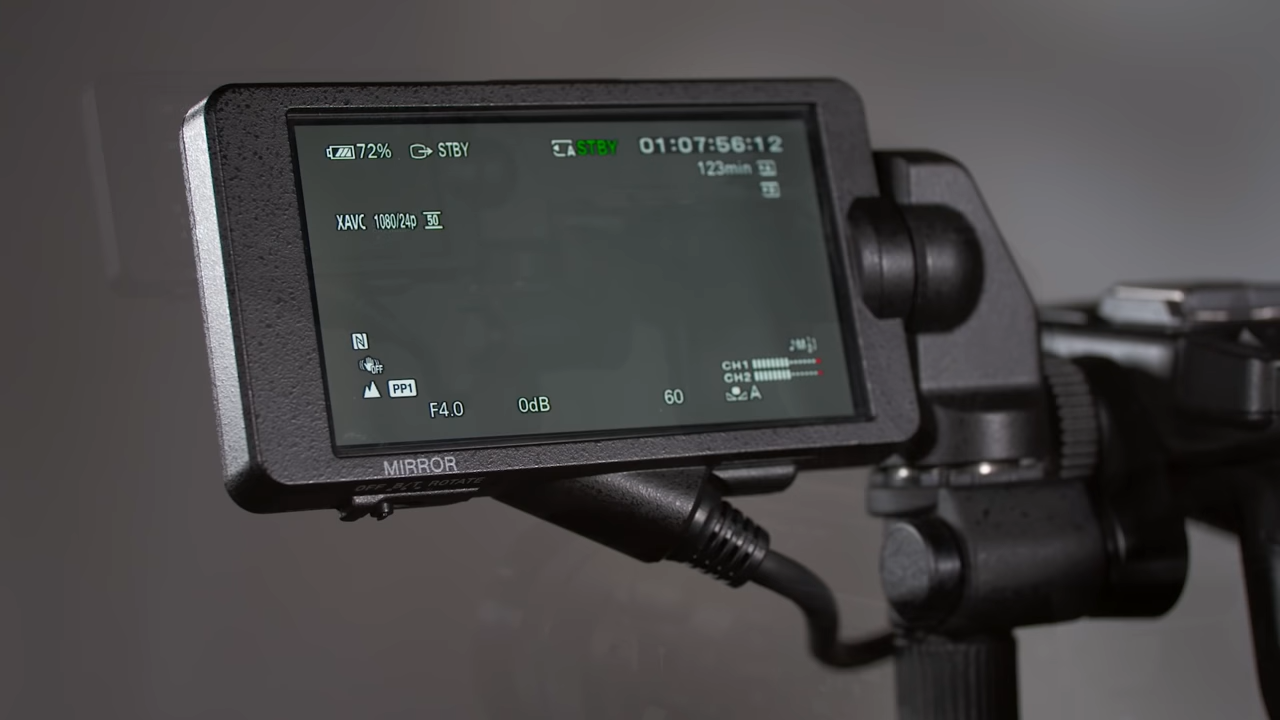 72% STBY A STBY 01:07:56:12
123min
XAVC 1080/24p 50
N
OFF
CH1
PP1 CH2
F4.0 0dB 60 A
MIRROR
OFF B/T ROTATE